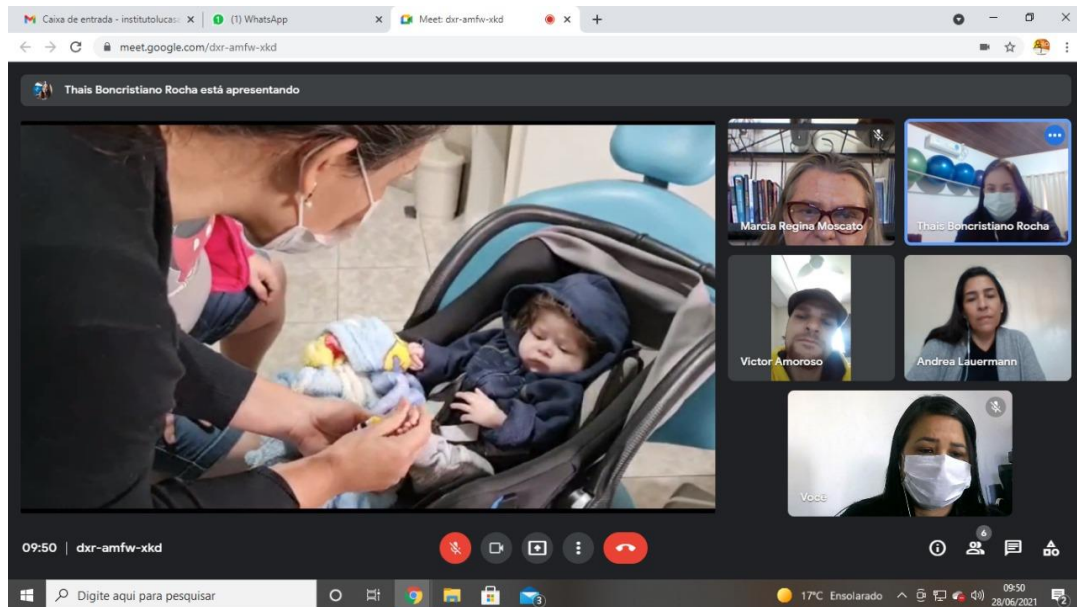 Caixa de entrada - institutolucas
(1) WhatsApp
Meet: dxr-amfw-xkd
meet.google.com/dxr-amfw-xkd
Thais Boncristiano Rocha está apresentando
Marcia Regina Moscato
Thais Boncristiano Rocha
Victor Amoroso
Andrea Lauermann
Você
09:50 | dxr-amfw-xkd
6
Digite aqui para pesquisar
3
17°C Ensolarado
09:50
28/06/2021
2